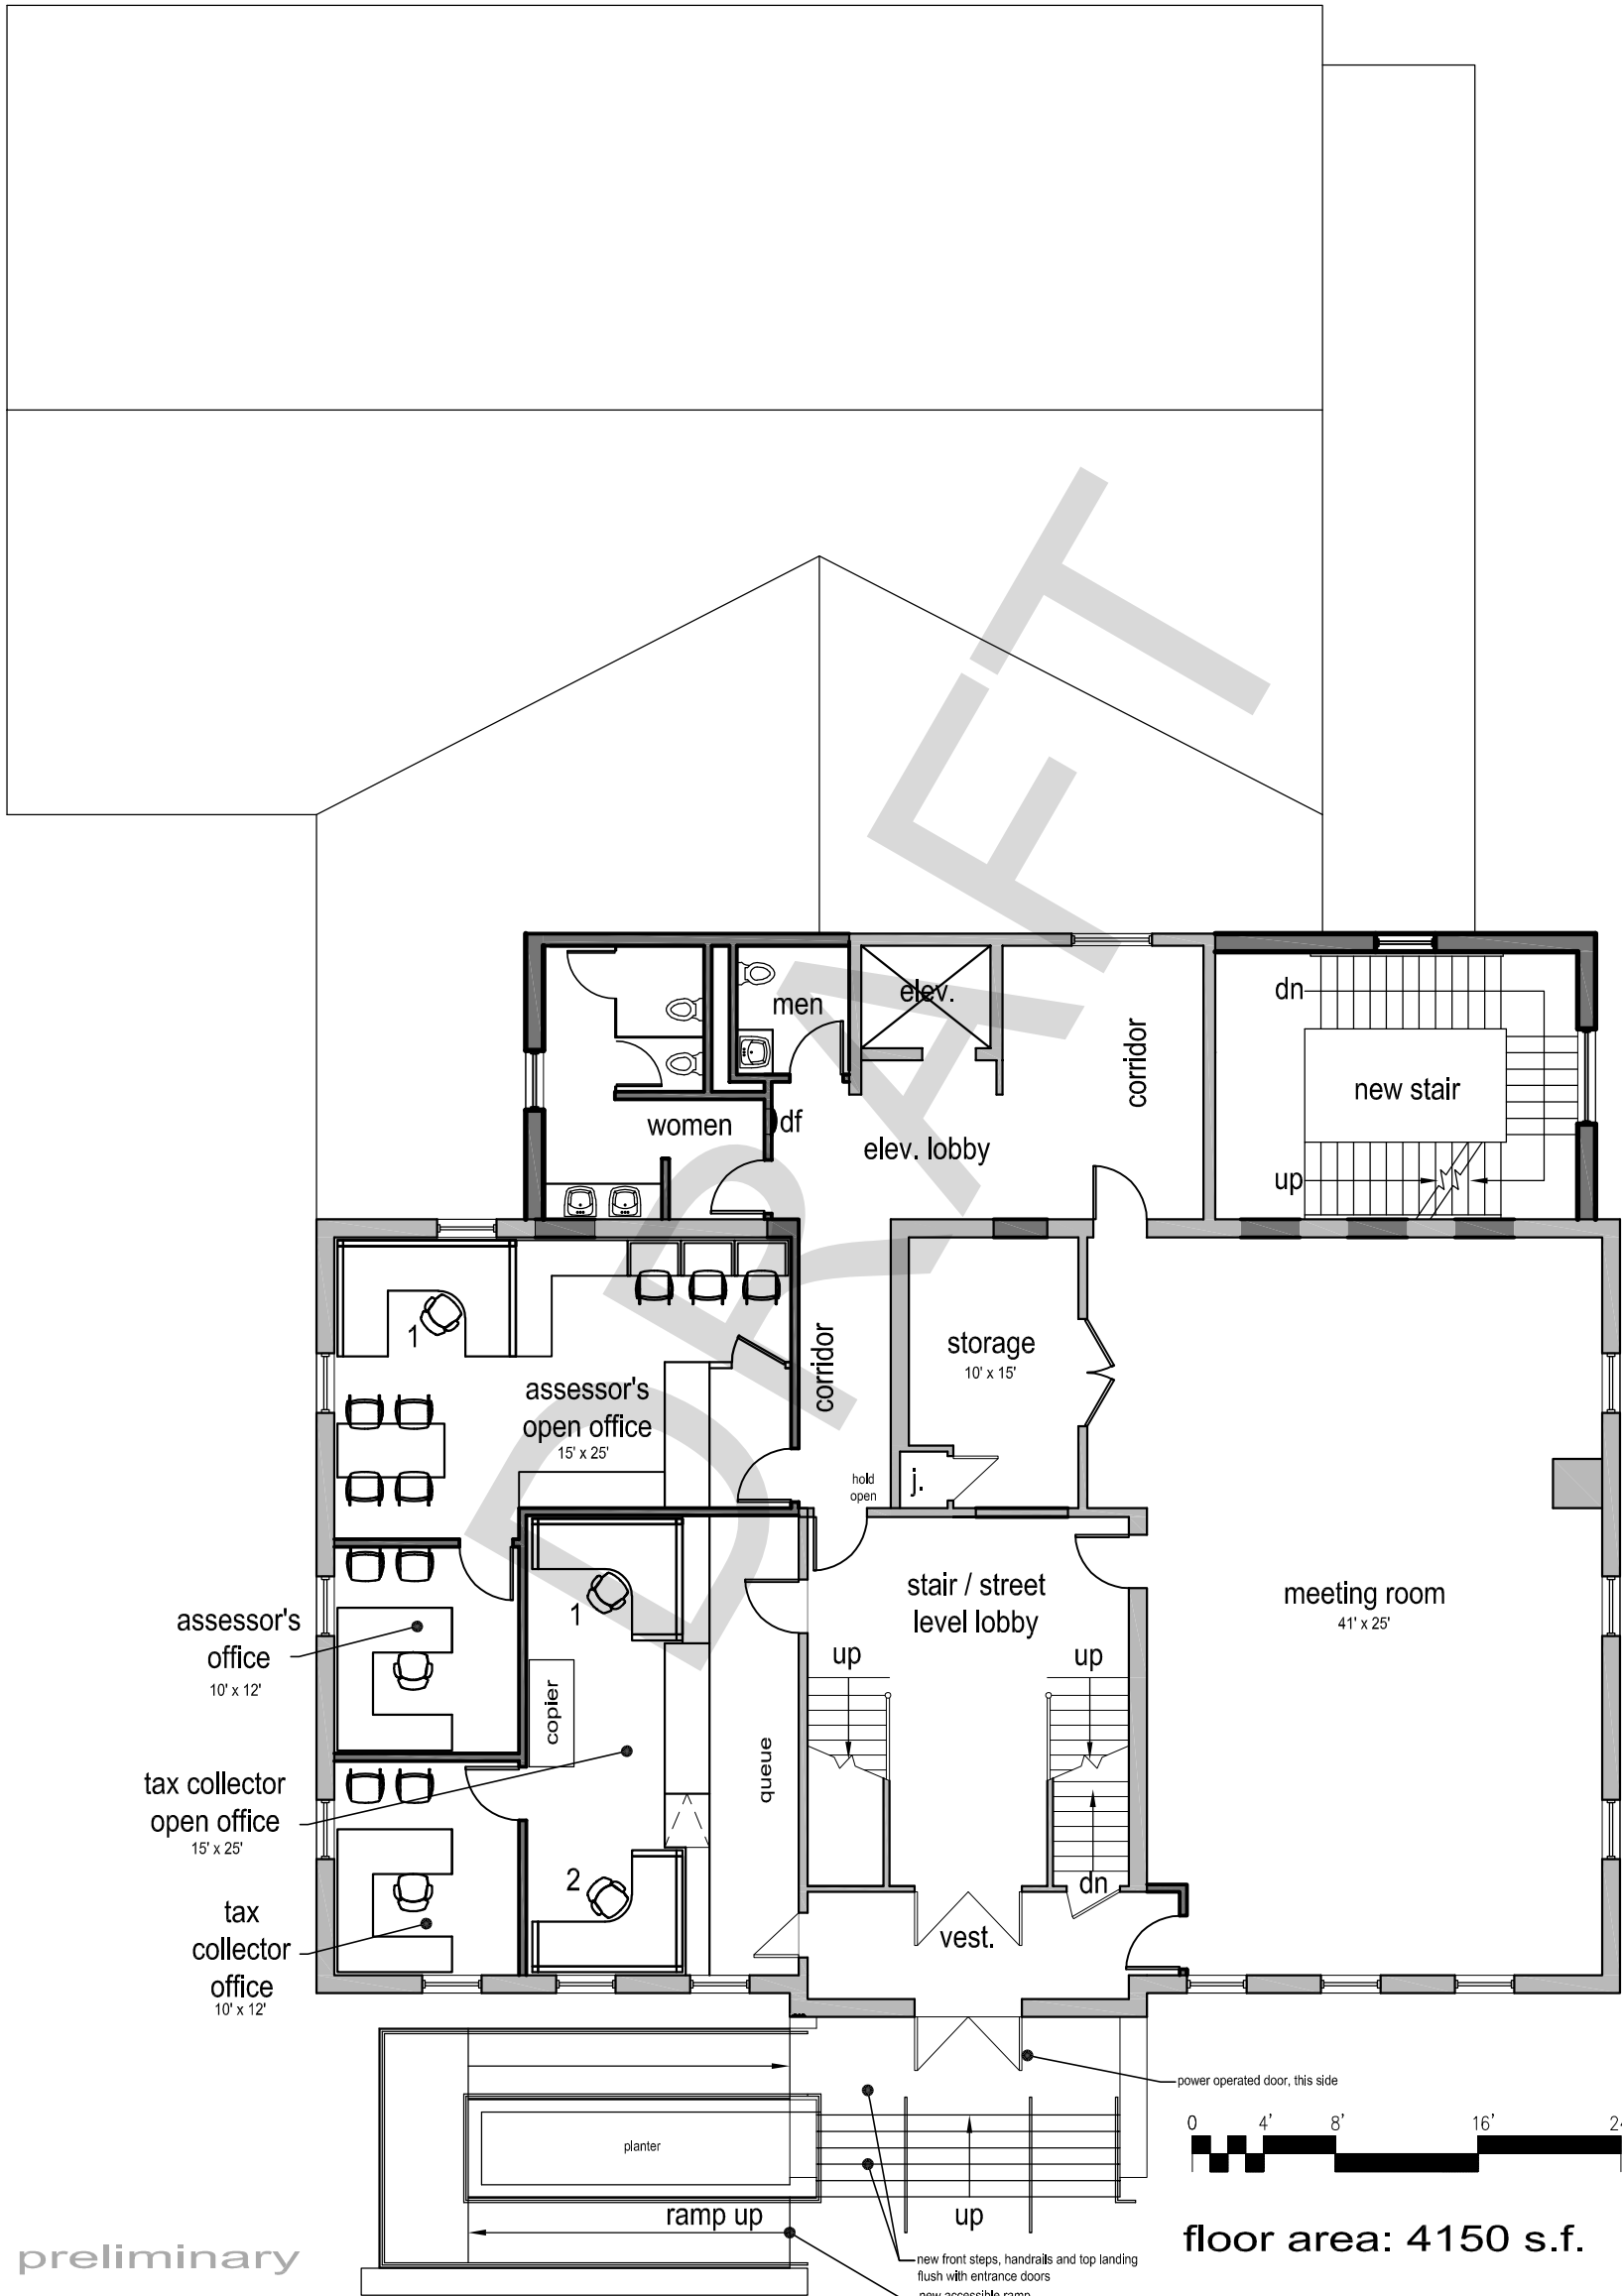 DRAFT
elev.
men
dn
corridor
new stair
women
df
elev. lobby
up
1
storage
10' x 15'
corridor
assessor's
open office
15' x 25'
hold
open
j.
assessor's
office
10' x 12'
1
stair / street
level lobby
meeting room
41' x 25'
up
up
copier
queue
tax collector
open office
15' x 25'
2
dn
tax
collector
office
10' x 12'
vest.
power operated door, this side
0 4' 8' 16' 2
planter
ramp up
up
floor area: 4150 s.f.
preliminary
new front steps, handrails and top landing
flush with entrance doors
new accessible ramp